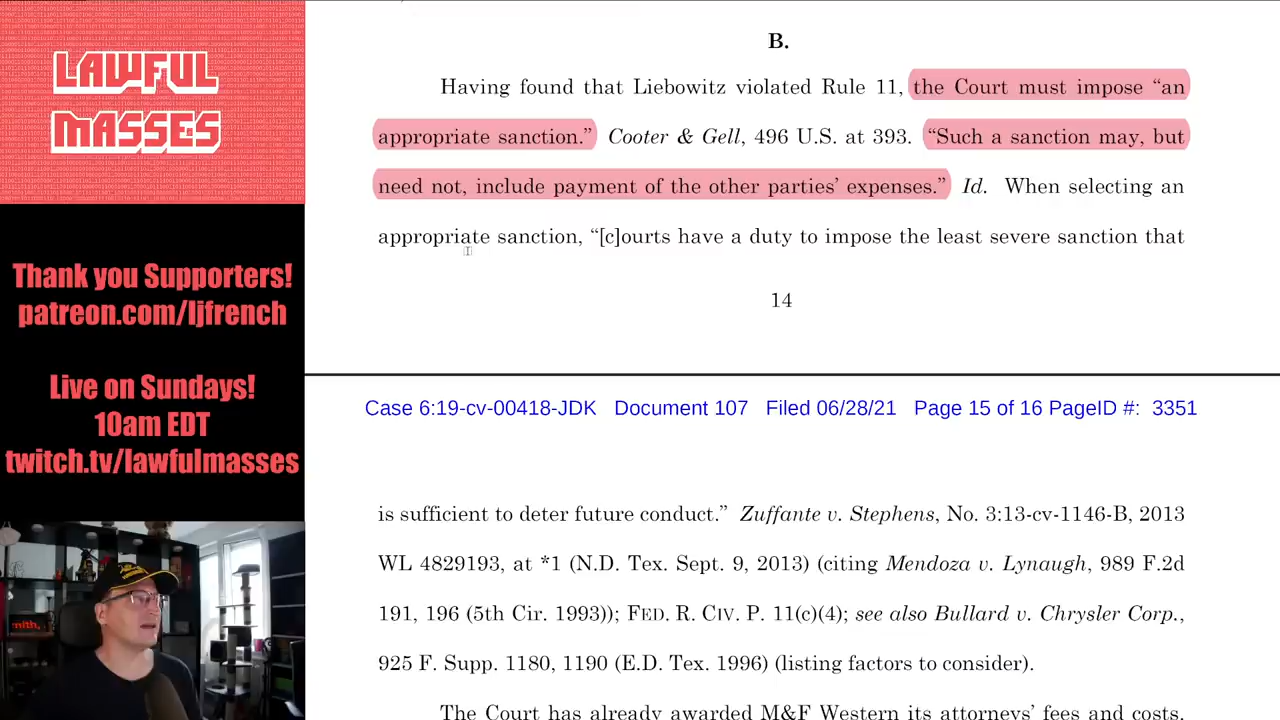 LAWFUL
MASSES
Thank you Supporters!
patreon.com/ljfrench
Live on Sundays!
10am EDT
twitch.tv/lawfulmasses
B.
Having found that Liebowitz violated Rule 11, the Court must impose “an
appropriate sanction.” Cooter & Gell, 496 U.S. at 393. “Such a sanction may, but
need not, include payment of the other parties’ expenses.” Id. When selecting an
appropriate sanction, “[c]ourts have a duty to impose the least severe sanction that
14
Case 6:19-cv-00418-JDK Document 107 Filed 06/28/21 Page 15 of 16 PageID #: 3351
is sufficient to deter future conduct.” Zuffante v. Stephens, No. 3:13-cv-1146-B, 2013
WL 4829193, at *1 (N.D. Tex. Sept. 9, 2013) (citing Mendoza v. Lynaugh, 989 F.2d
191, 196 (5th Cir. 1993)); FED. R. CIV. P. 11(c)(4); see also Bullard v. Chrysler Corp.,
925 F. Supp. 1180, 1190 (E.D. Tex. 1996) (listing factors to consider).
The Court has already awarded M&F Western its attorneys’ fees and costs,